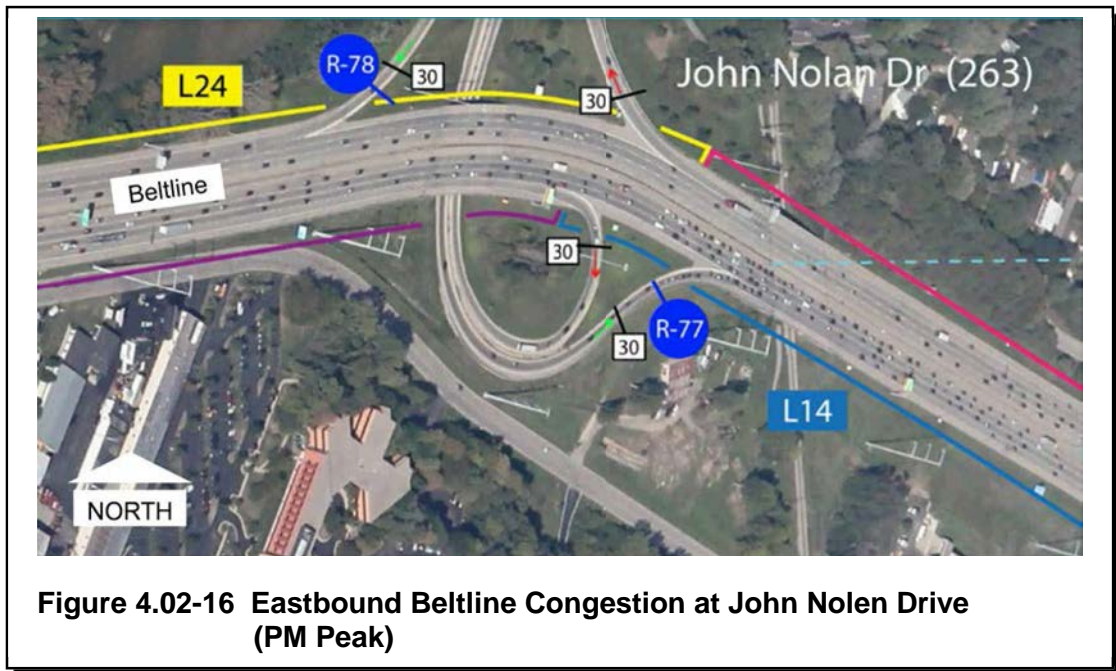 R-78
30
L24
30
John Nolan Dr (263)
Beltline
30
R-77
30
L14
NORTH
Figure 4.02-16 Eastbound Beltline Congestion at John Nolen Drive
(PM Peak)